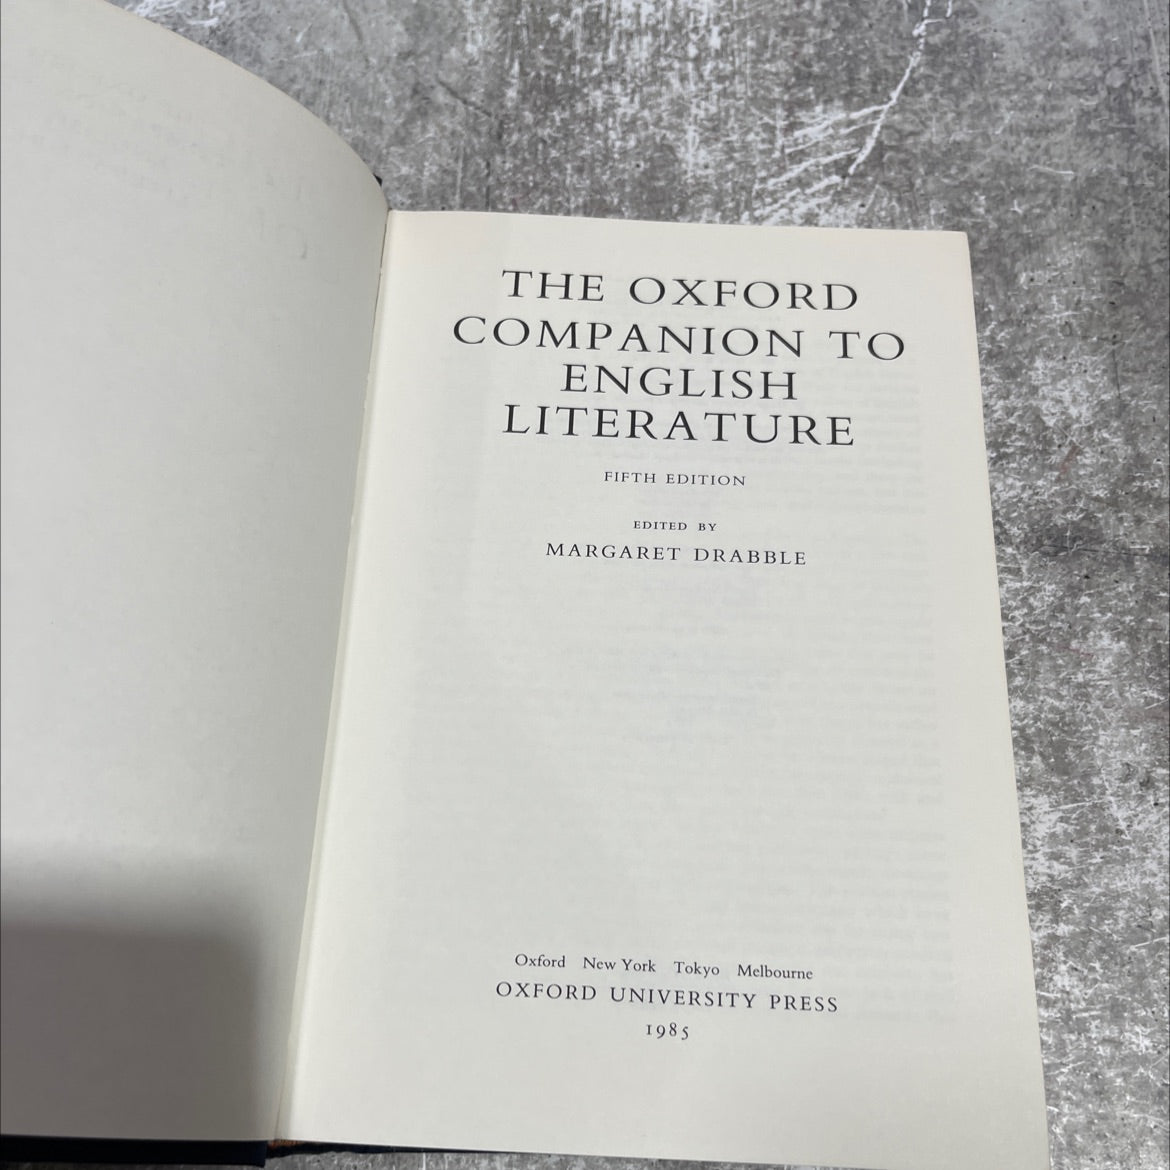 THE OXFORD
COMPANION TO
ENGLISH
LITERATURE
FIFTH EDITION
EDITED BY
MARGARET DRABBLE
Oxford New York Tokyo Melbourne
OXFORD UNIVERSITY PRESS
1985